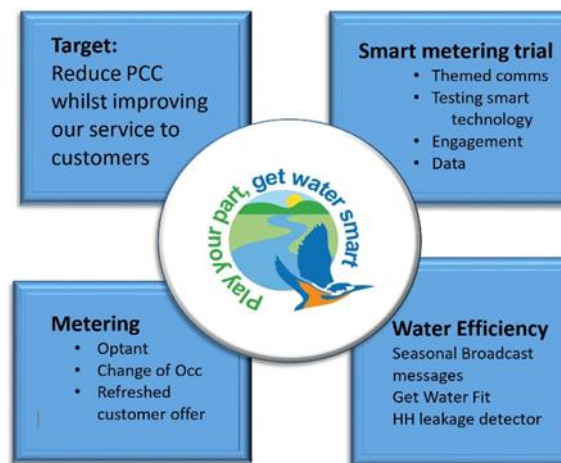 Target:
Reduce PCC
whilst improving
our service to
customers
Smart metering trial
• Themed comms
• Testing smart
technology
• Engagement
• Data
Play your part, get water smart
Metering
• Optant
• Change of Occ
• Refreshed
customer offer
Water Efficiency
Seasonal Broadcast
messages
Get Water Fit
HH leakage detector